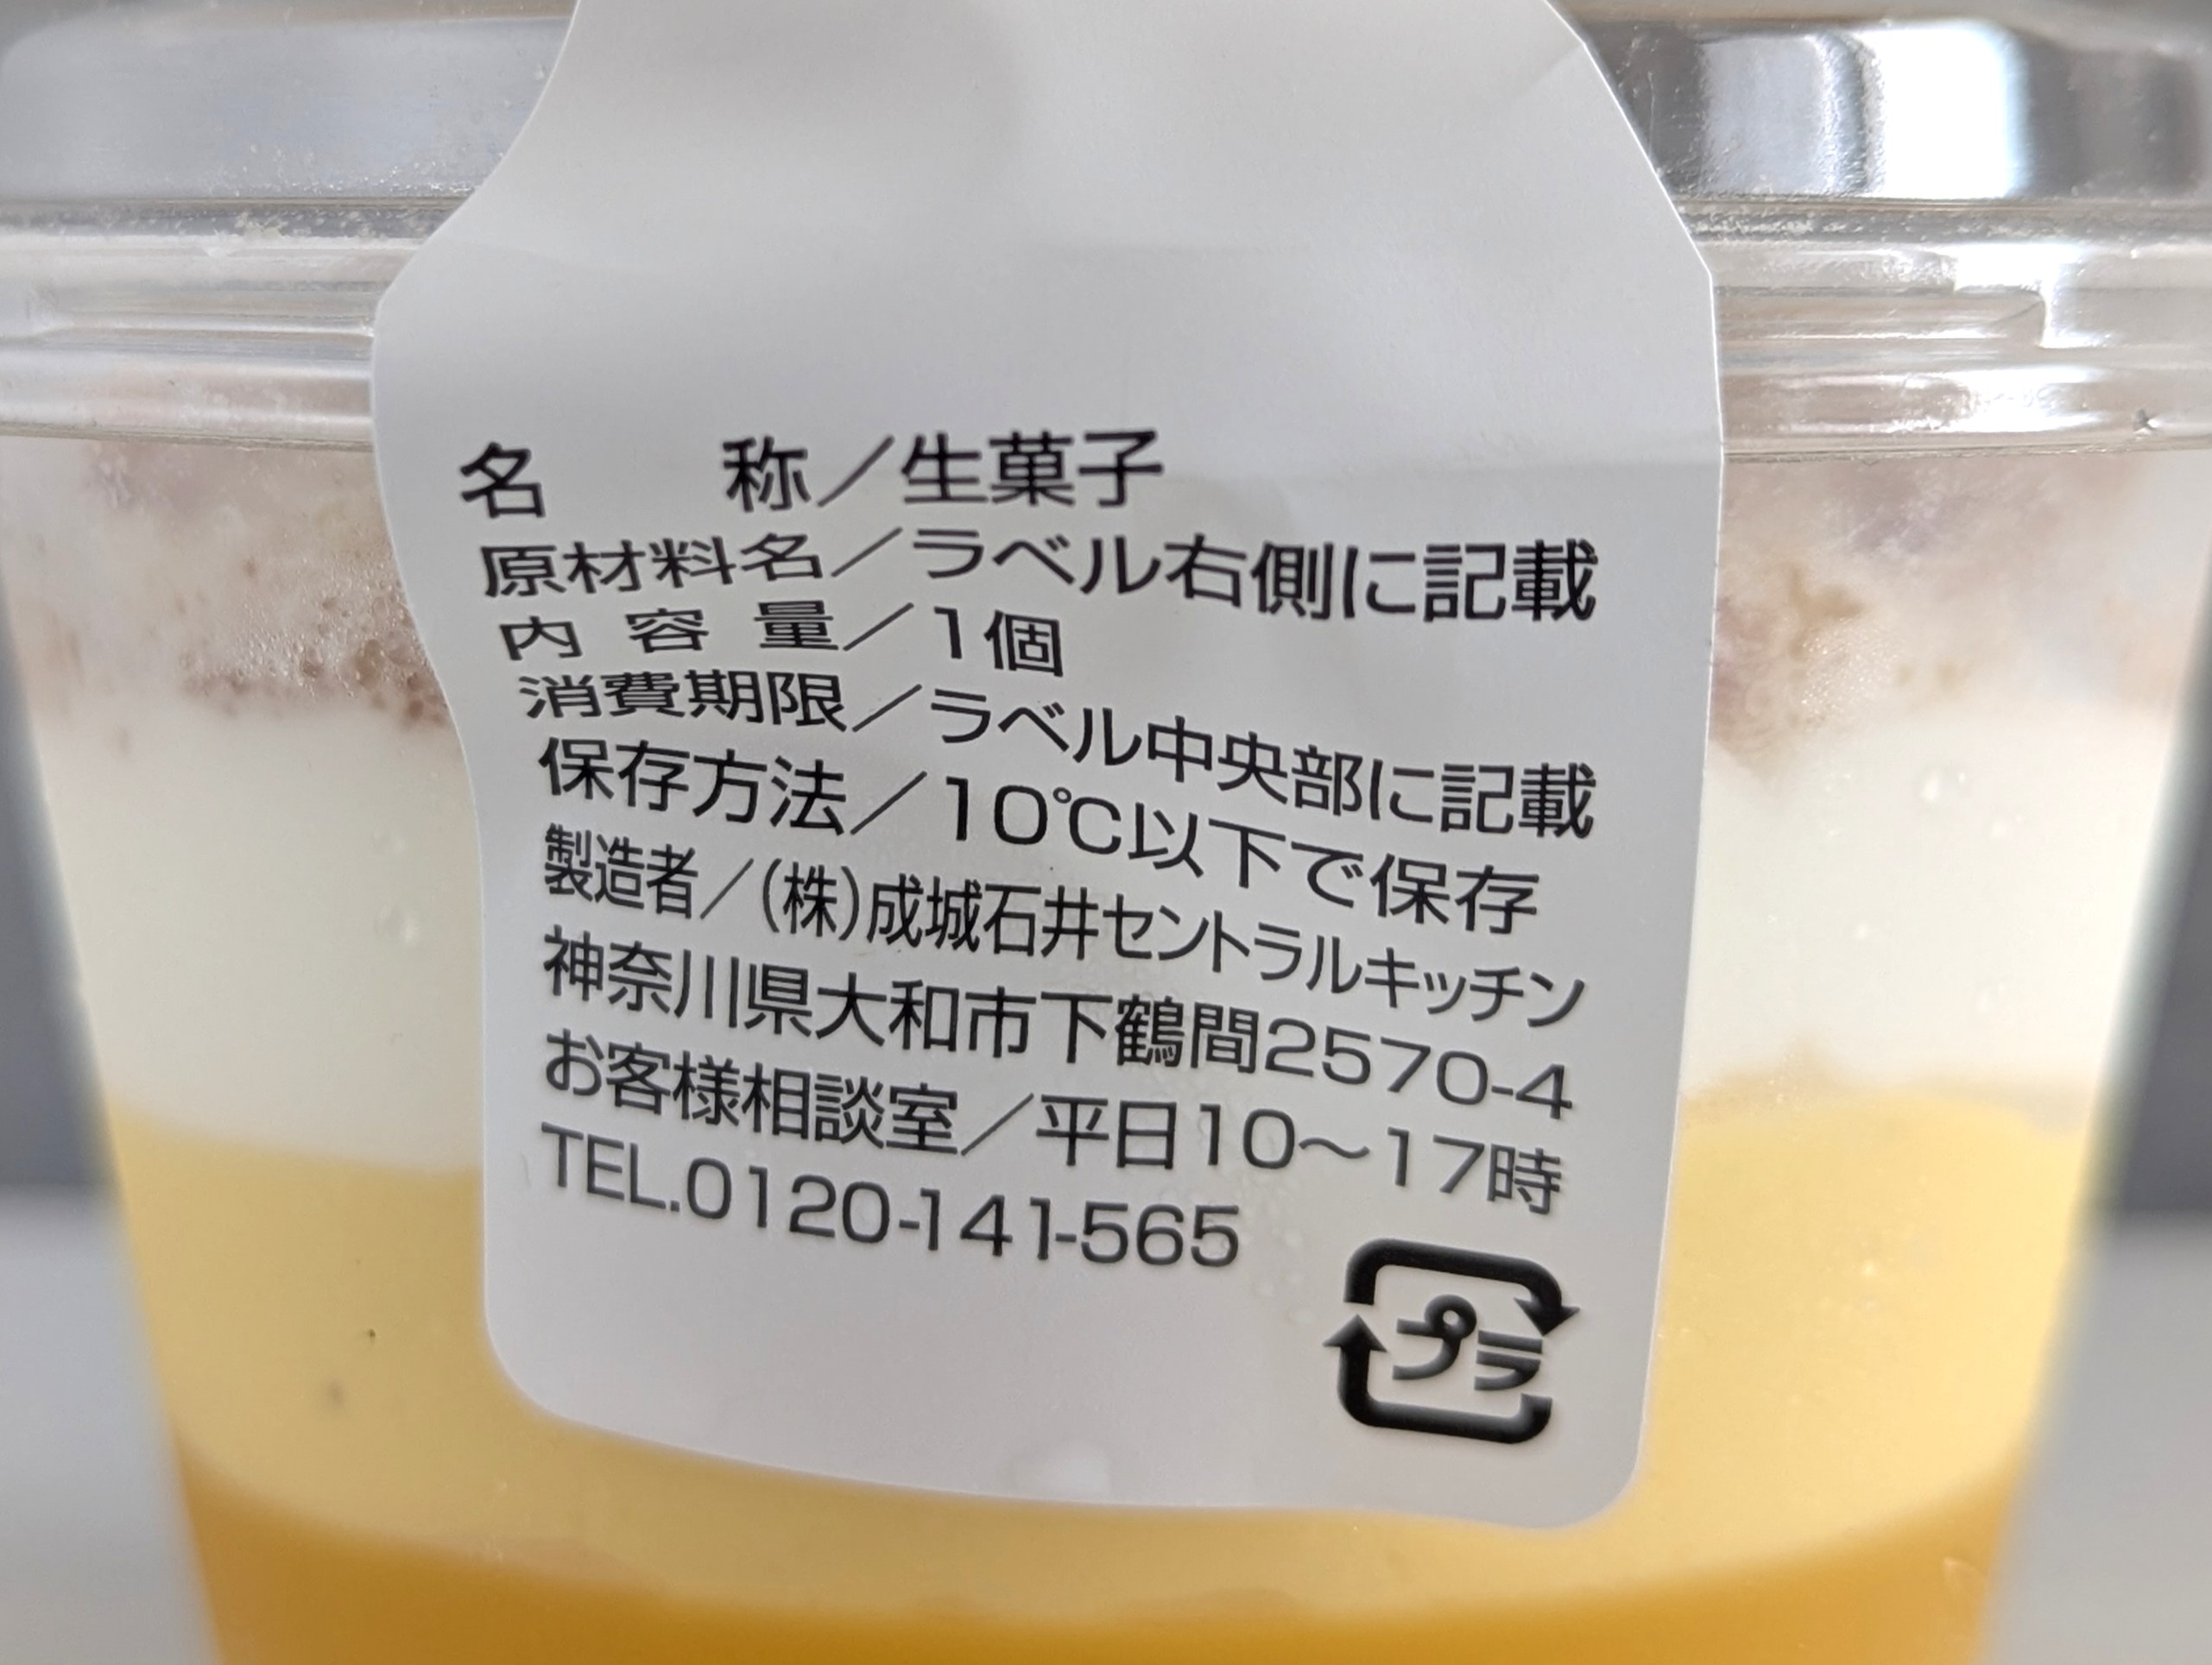 名　　称／生菓子
原材料名／ラベル右側に記載
内 容 量／1個
消費期限／ラベル中央部に記載
保存方法／10℃以下で保存
製造者／(株)成城石井セントラルキッチン
神奈川県大和市下鶴間2570-4
お客様相談室／平日10～17時
TEL.0120-141-565
プラ